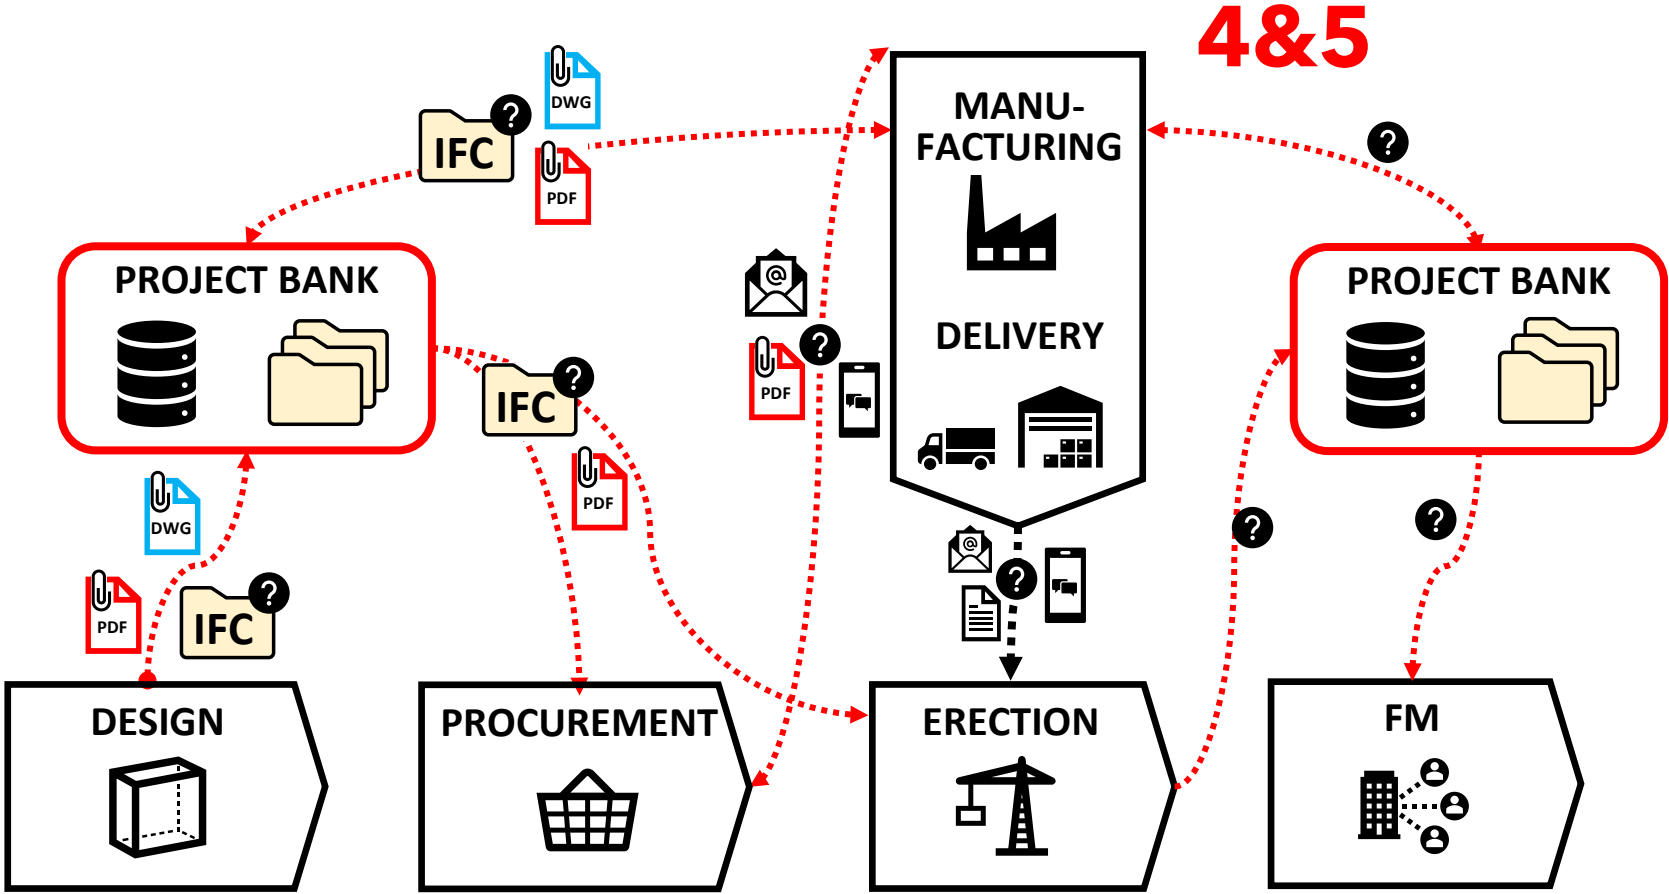 4&5
DWG
?
IFC
PDF
MANU-
FACTURING
?
PROJECT BANK
@
?
PDF
DELIVERY
PROJECT BANK
?
IFC
PDF
DWG
@
?
?
?
PDF
?
IFC
DESIGN
PROCUREMENT
ERECTION
FM